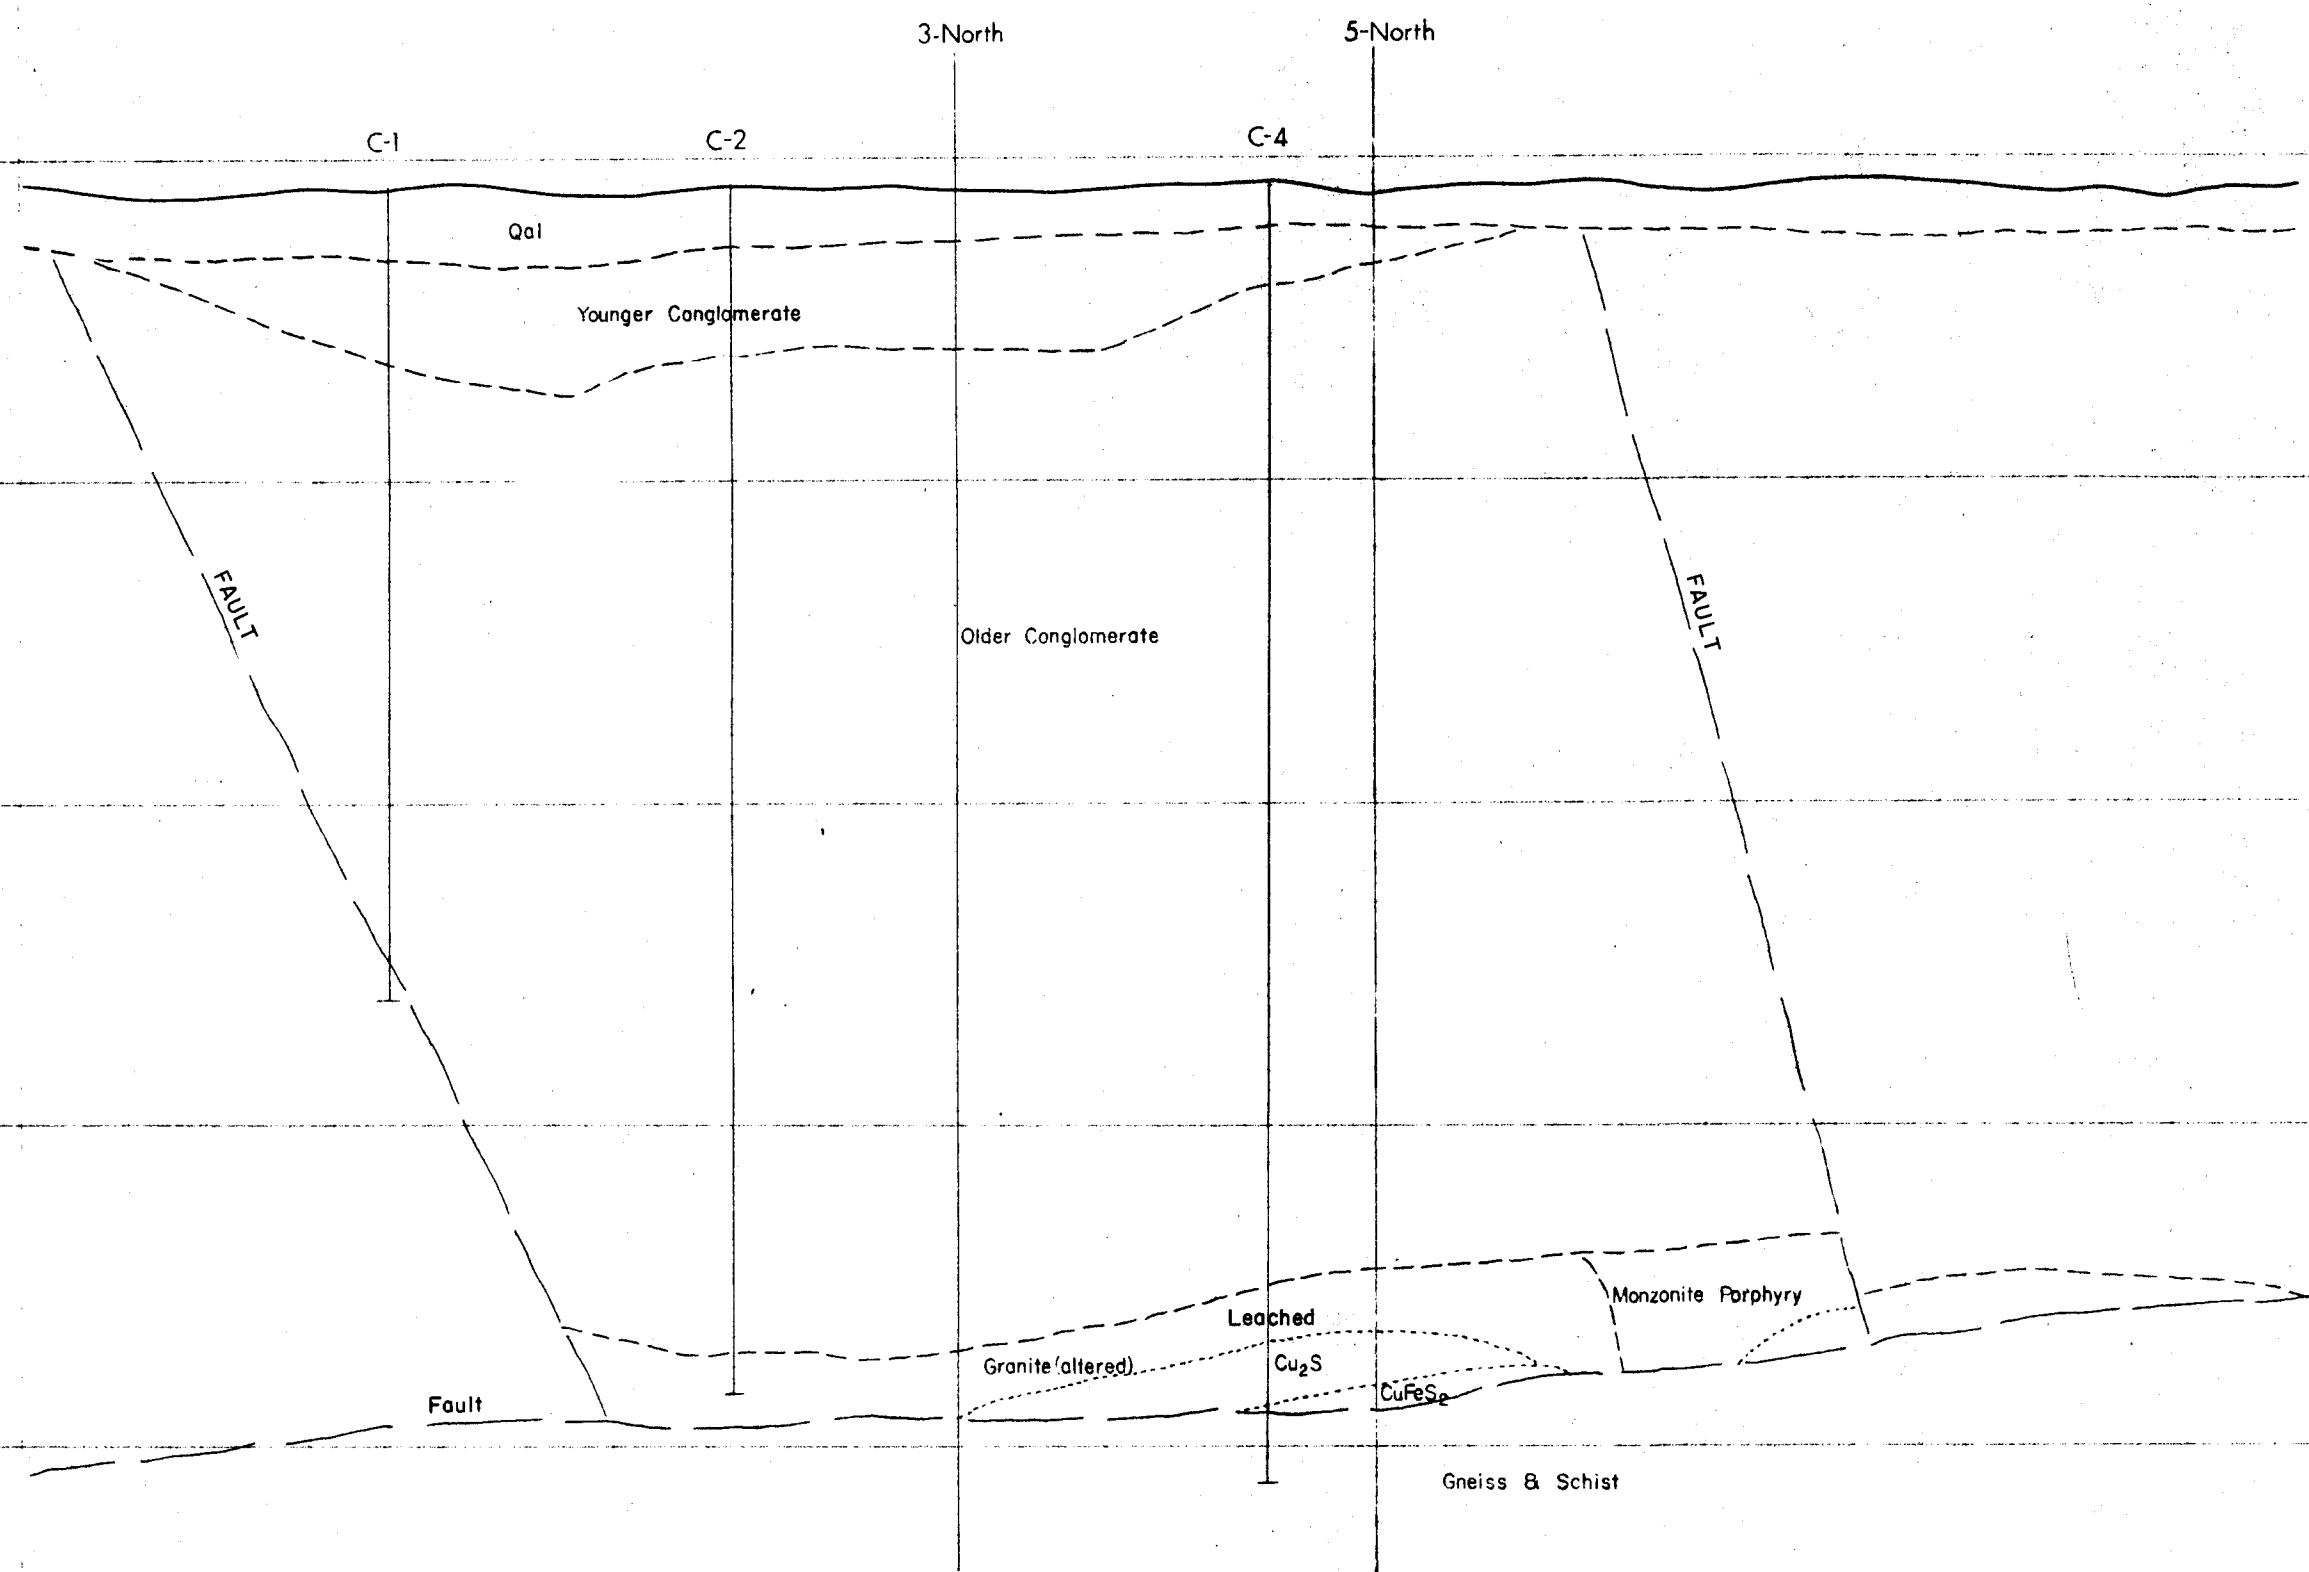 3-North
5-North
C-1
C-2
C-4
Qal
Younger Conglomerate
FAULT
FAULT
Older Conglomerate
Monzonite Porphyry
Leached
Granite (altered)
Cu₂S
CuFeS₂
Fault
Gneiss & Schist